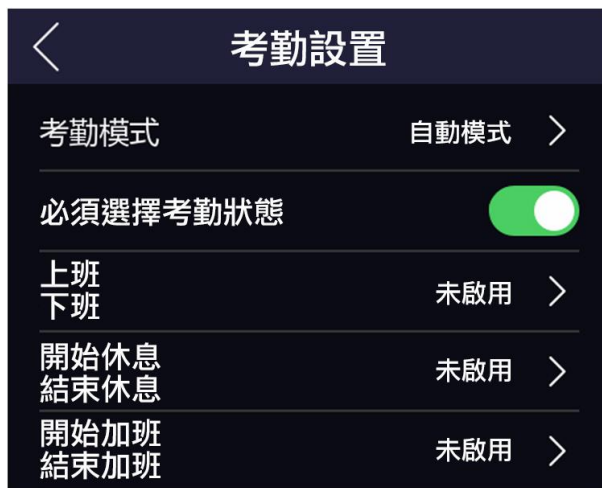 考勤設置
考勤模式 自動模式
必須選擇考勤狀態
上班
下班
未啟用
開始休息
結束休息
未啟用
開始加班
結束加班
未啟用